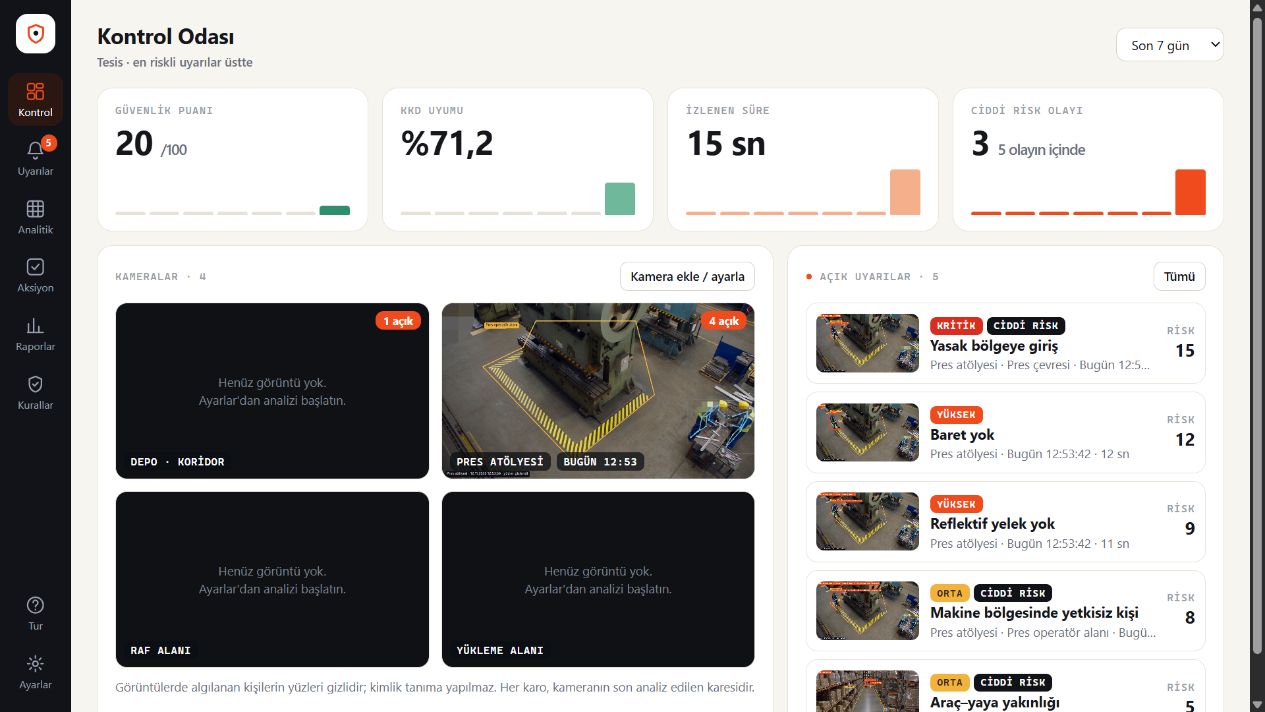 Kontrol
5
Uyarılar
Analitik
Aksiyon
Raporlar
Kurallar
Tur
Ayarlar
Kontrol Odası
Tesis · en riskli uyarılar üstte
Son 7 gün
GÜVENLİK PUANI
20 /100
KKD UYUMU
%71,2
İZLENEN SÜRE
15 sn
CİDDİ RİSK OLAYI
3 5 olayın içinde
KAMERALAR · 4
Kamera ekle / ayarla
1 açık
Henüz görüntü yok.
Ayarlar'dan analizi başlatın.
DEPO · KORİDOR
4 açık
PRES ATÖLYESİ
BUGÜN 12:53
Henüz görüntü yok.
Ayarlar'dan analizi başlatın.
RAF ALANI
Henüz görüntü yok.
Ayarlar'dan analizi başlatın.
YÜKLEME ALANI
Görüntülerde algılanan kişilerin yüzleri gizlidir; kimlik tanıma yapılmaz. Her karo, kameranın son analiz edilen karesidir.
AÇIK UYARILAR · 5
Tümü
KRİTİK CİDDİ RİSK
Yasak bölgeye giriş
Pres atölyesi · Pres çevresi · Bugün 12:5...
RİSK
15
YÜKSEK
Baret yok
Pres atölyesi · Bugün 12:53:42 · 12 sn
RİSK
12
YÜKSEK
Reflektif yelek yok
Pres atölyesi · Bugün 12:53:42 · 11 sn
RİSK
9
ORTA CİDDİ RİSK
Makine bölgesinde yetkisiz kişi
Pres atölyesi · Pres operatör alanı · Bugü...
RİSK
8
ORTA CİDDİ RİSK
Araç–yaya yakınlığı
RİSK
5